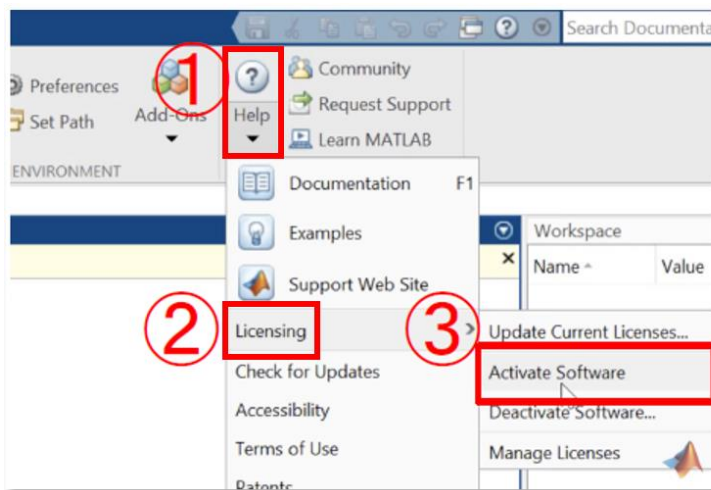 Search Documenta
①
Preferences
Set Path
Add-Ons
Help
Community
Request Support
Learn MATLAB
ENVIRONMENT
Documentation F1
Examples
Support Web Site
② Licensing
③
Check for Updates
Accessibility
Terms of Use
Patents
Workspace
Name Value
Update Current Licenses...
Activate Software
Deactivate Software...
Manage Licenses